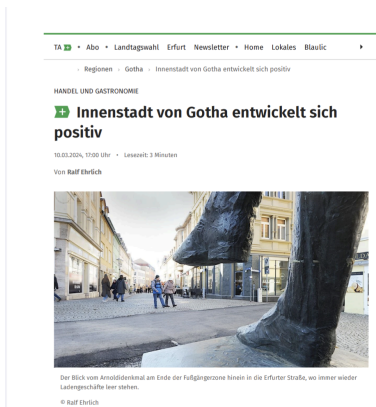 TA + • Abo • Landtagswahl Erfurt Newsletter • Home Lokales Blaulic
› Regionen › Gotha › Innenstadt von Gotha entwickelt sich positiv
HANDEL UND GASTRONOMIE
+ Innenstadt von Gotha entwickelt sich
positiv
10.03.2024, 17:00 Uhr • Lesezeit: 3 Minuten
Von Ralf Ehrlich
Der Blick vom Arnoldidenkmal am Ende der Fußgängerzone hinein in die Erfurter Straße, wo immer wieder
Ladengeschäfte leer stehen.
© Ralf Ehrlich